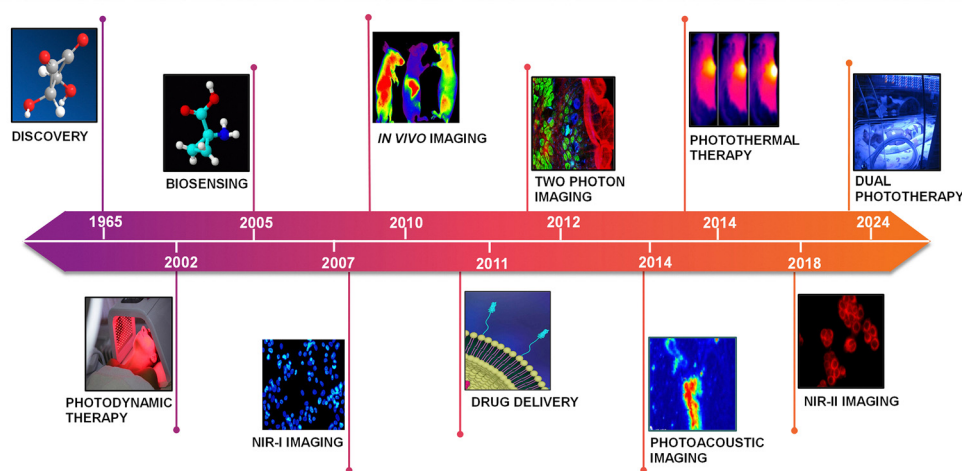 DISCOVERY
BIOSENSING
IN VIVO IMAGING
TWO PHOTON
IMAGING
PHOTOTHERMAL
THERAPY
DUAL
PHOTOTHERAPY
1965
2005
2010
2012
2014
2024
2002
2007
2011
2014
2018
PHOTODYNAMIC
THERAPY
NIR-I IMAGING
DRUG DELIVERY
PHOTOACOUSTIC
IMAGING
NIR-II IMAGING